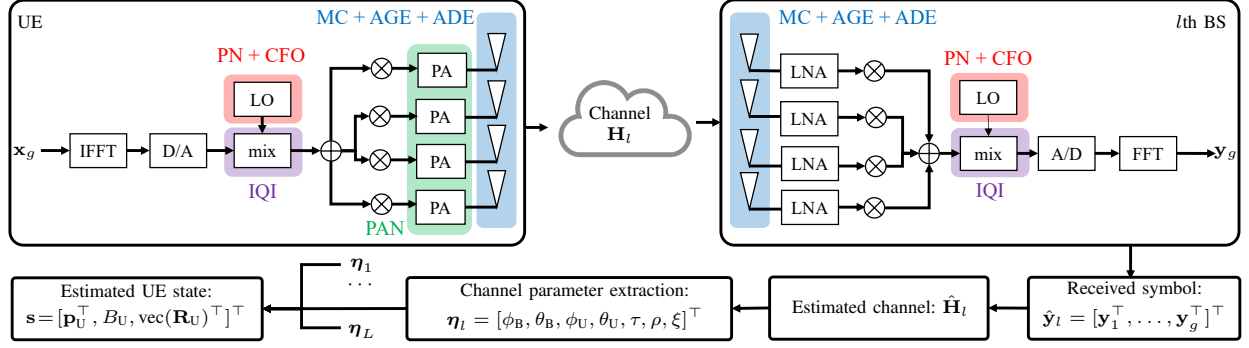 UE
MC + AGE + ADE
PN + CFO
LO
PA
PA
PA
PA
𝐱_g
IFFT
D/A
mix
IQI
PAN
Channel
𝐇_l
MC + AGE + ADE
lth BS
PN + CFO
LO
LNA
LNA
LNA
LNA
mix
A/D
FFT
𝐲_g
IQI
Estimated UE state:
𝐬 = [𝐩_U^⊤, B_U, vec(𝐑_U)^⊤]^⊤
𝜼_1
...
𝜼_L
Channel parameter extraction:
𝜼_l = [ϕ_B, θ_B, ϕ_U, θ_U, τ, ρ, ξ]^⊤
Estimated channel: 𝐇̂_l
Received symbol:
𝐲̂_l = [𝐲_1^⊤, . . . , 𝐲_g^⊤]^⊤